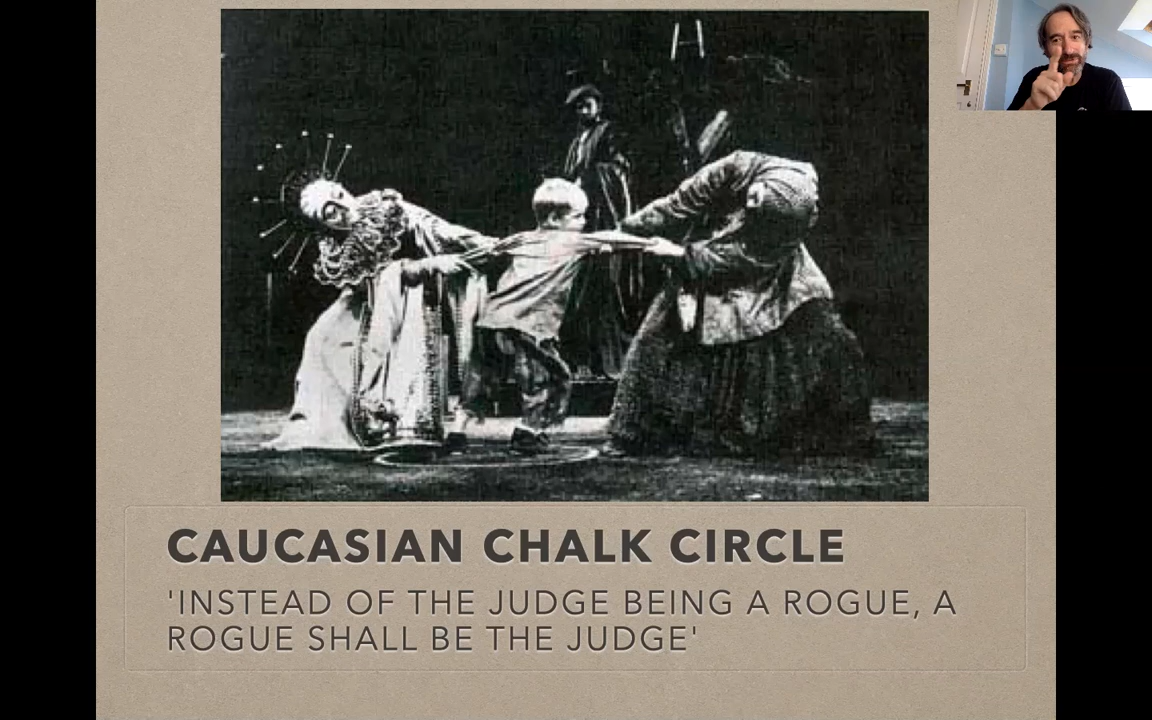 CAUCASIAN CHALK CIRCLE
'INSTEAD OF THE JUDGE BEING A ROGUE, A
ROGUE SHALL BE THE JUDGE'